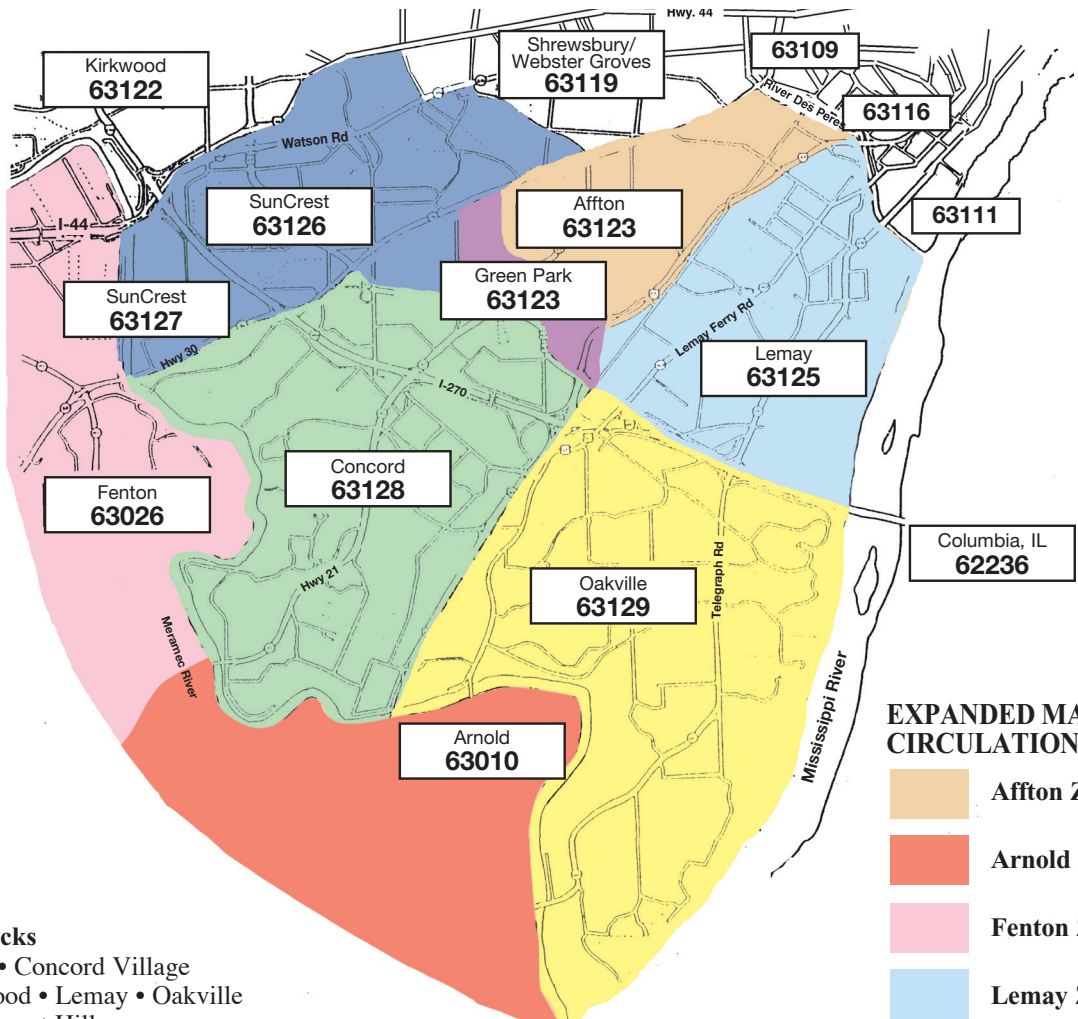 Hwy. 44
Kirkwood
63122
Shrewsbury/
Webster Groves
63119
63109
River Des Peres
63116
Watson Rd
SunCrest
63126
Affton
63123
63111
I-44
Green Park
63123
SunCrest
63127
Lemay Ferry Rd
Hwy 30
Lemay
63125
I-270
Concord
63128
Fenton
63026
Columbia, IL
62236
Hwy 21
Oakville
63129
Telegraph Rd
Meramec River
Mississippi River
Arnold
63010
EXPANDED MA
CIRCULATION
Affton Z
Arnold
Fenton
Lemay Z
cks
• Concord Village
ood • Lemay • Oakville